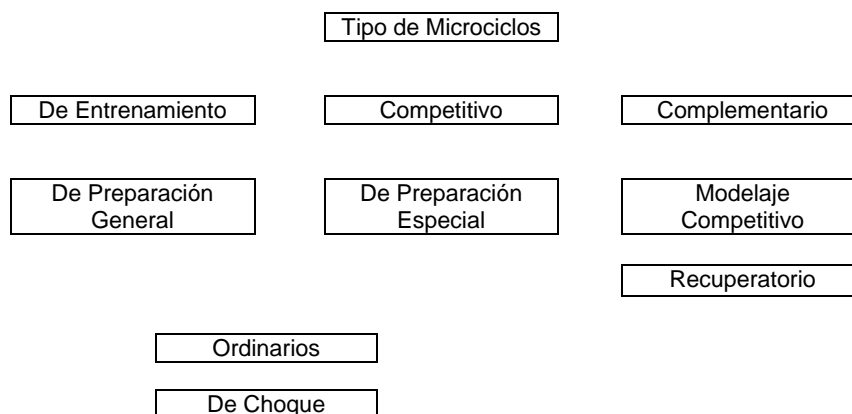 Tipo de Microciclos
De Entrenamiento
Competitivo
Complementario
De Preparación
General
De Preparación
Especial
Modelaje
Competitivo
Recuperatorio
Ordinarios
De Choque